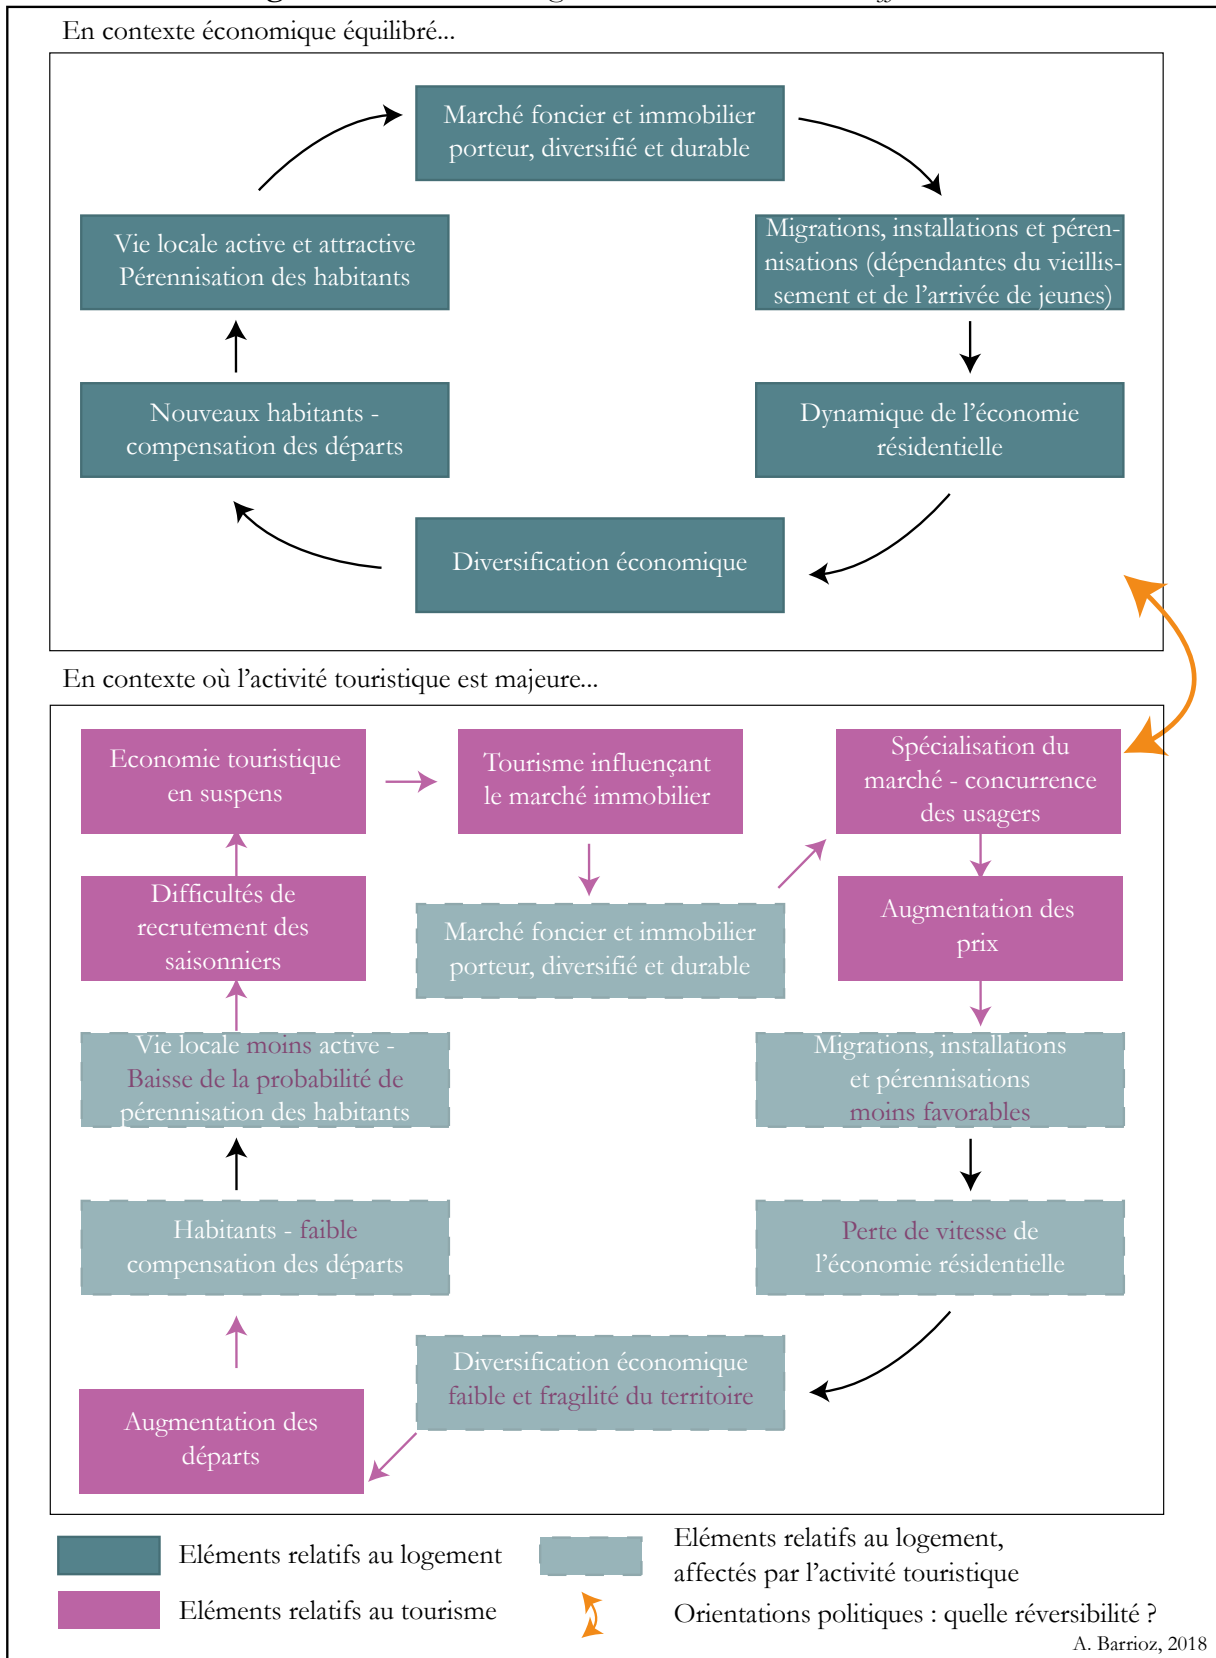 En contexte économique équilibré...
Marché foncier et immobilier
porteur, diversifié et durable
Vie locale active et attractive
Pérennisation des habitants
Migrations, installations et péren-
nisations (dépendantes du vieillis-
sement et de l'arrivée de jeunes)
Nouveaux habitants -
compensation des départs
Dynamique de l'économie
résidentielle
Diversification économique
En contexte où l'activité touristique est majeure...
Economie touristique
en suspens
Tourisme influençant
le marché immobilier
Spécialisation du
marché - concurrence
des usagers
Difficultés de
recrutement des
saisonniers
Marché foncier et immobilier
porteur, diversifié et durable
Augmentation des
prix
Vie locale moins active -
Baisse de la probabilité de
pérennisation des habitants
Migrations, installations
et pérennisations
moins favorables
Habitants - faible
compensation des départs
Perte de vitesse de
l'économie résidentielle
Diversification économique
faible et fragilité du territoire
Augmentation des
départs
Eléments relatifs au logement
Eléments relatifs au tourisme
Eléments relatifs au logement,
affectés par l'activité touristique
Orientations politiques : quelle réversibilité ?
A. Barrioz, 2018